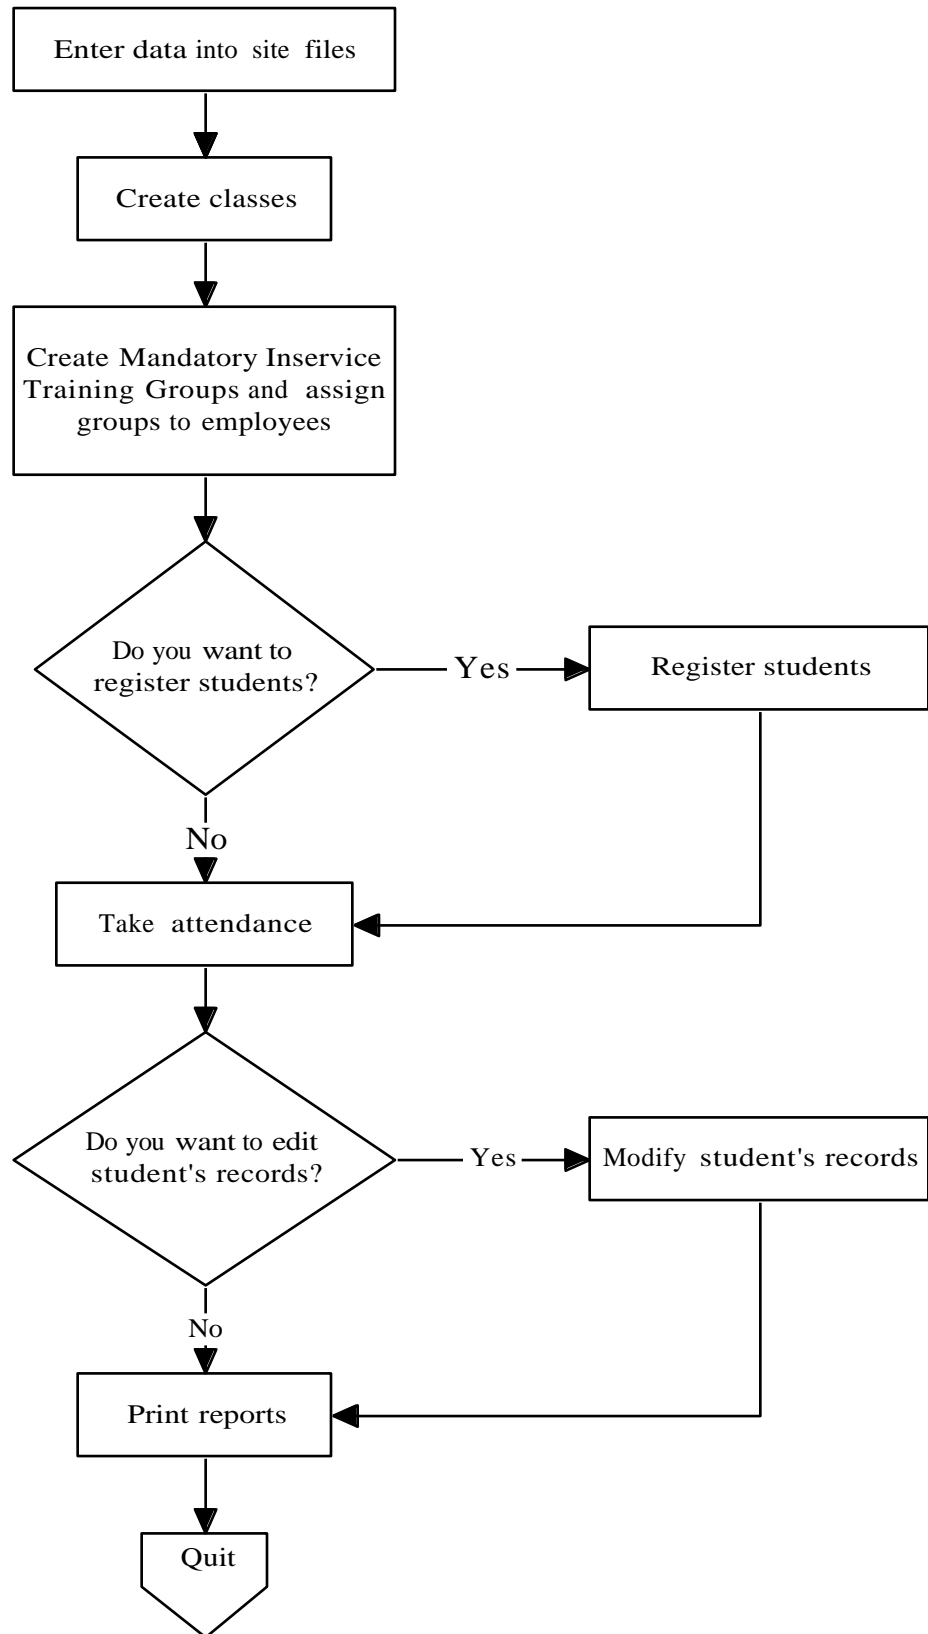 Enter data into site files
Create classes
Create Mandatory Inservice
Training Groups and assign
groups to employees
Do you want to
register students?
Yes
Register students
No
Take attendance
Do you want to edit
student's records?
Yes
Modify student's records
No
Print reports
Quit